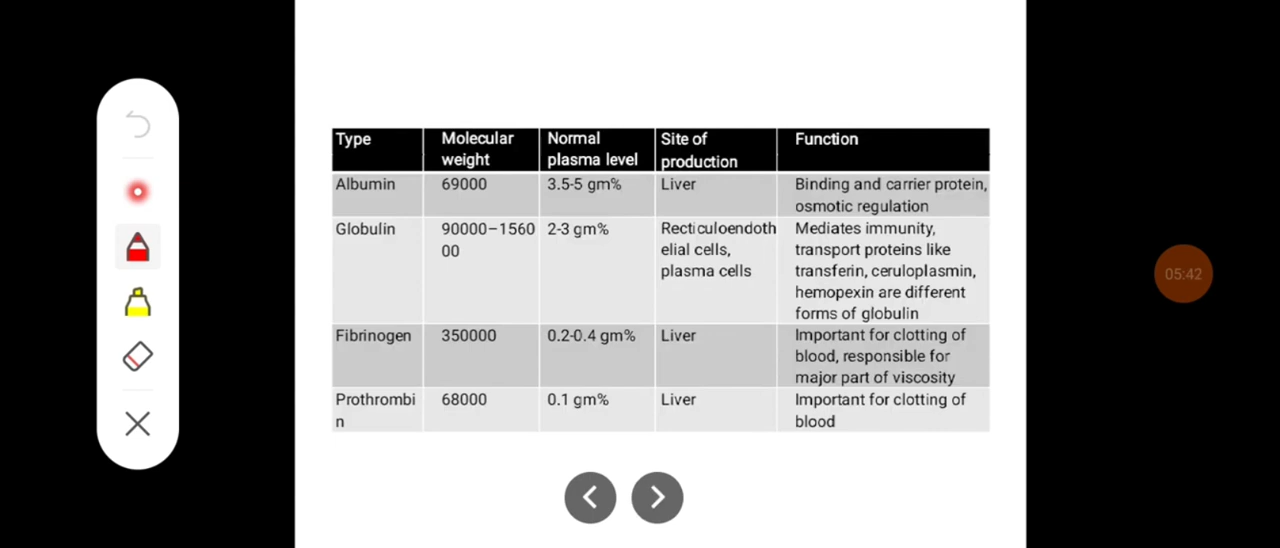 Type Molecular weight Normal plasma level Site of production Function
Albumin 69000 3.5-5 gm% Liver Binding and carrier protein, osmotic regulation
Globulin 90000–1560 00 2-3 gm% Recticuloendoth elial cells, plasma cells Mediates immunity, transport proteins like transferin, ceruloplasmin, hemopexin are different forms of globulin
Fibrinogen 350000 0.2-0.4 gm% Liver Important for clotting of blood, responsible for major part of viscosity
Prothrombi n 68000 0.1 gm% Liver Important for clotting of blood
05:42